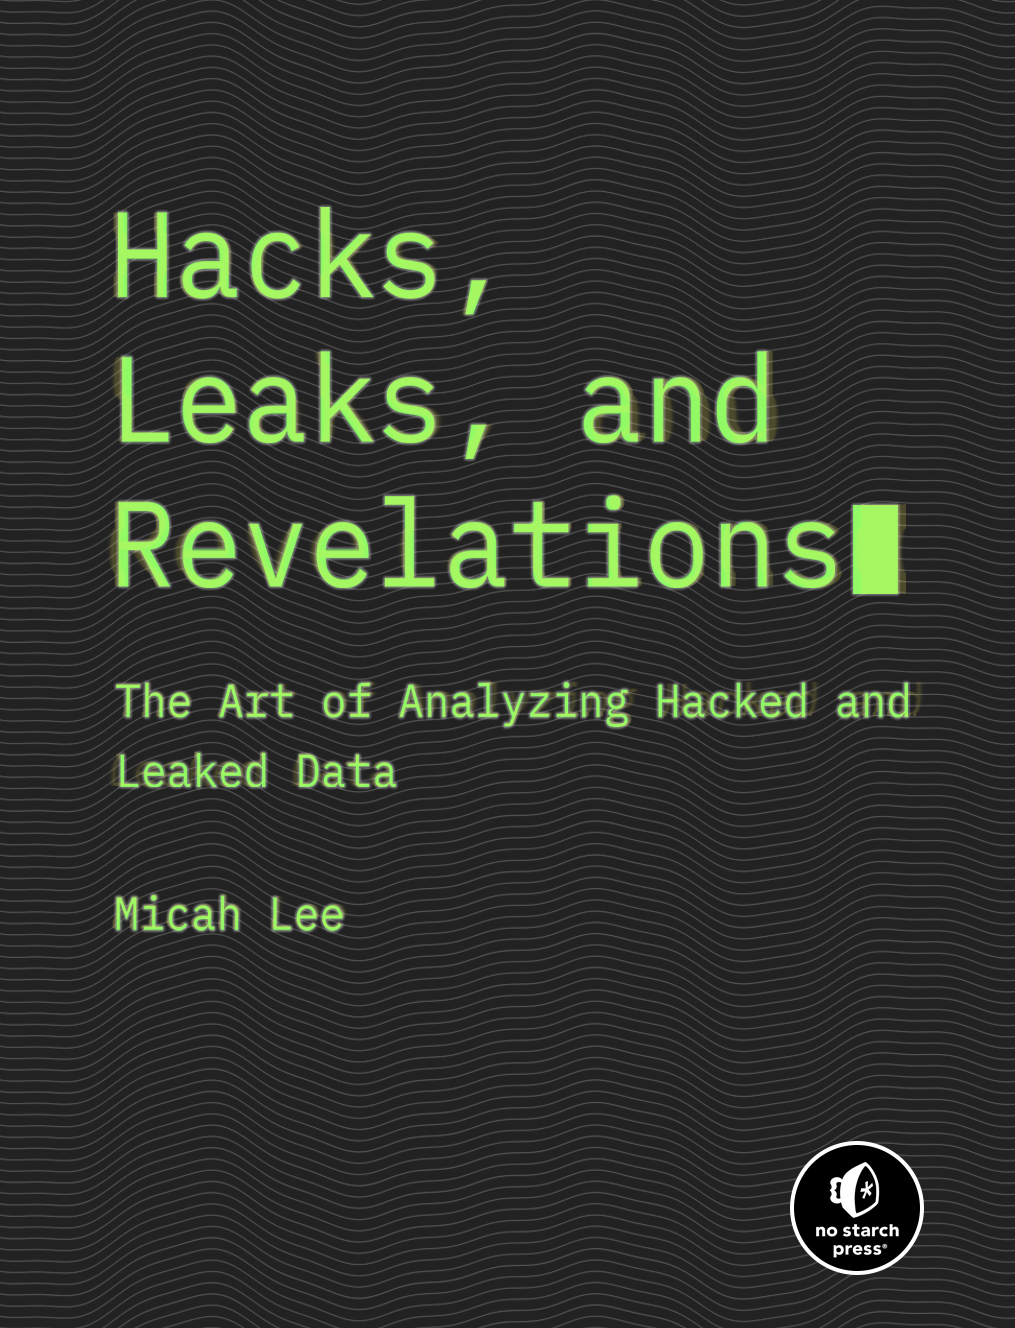 Hacks,
Leaks, and
Revelations
The Art of Analyzing Hacked and
Leaked Data
Micah Lee
no starch
press®